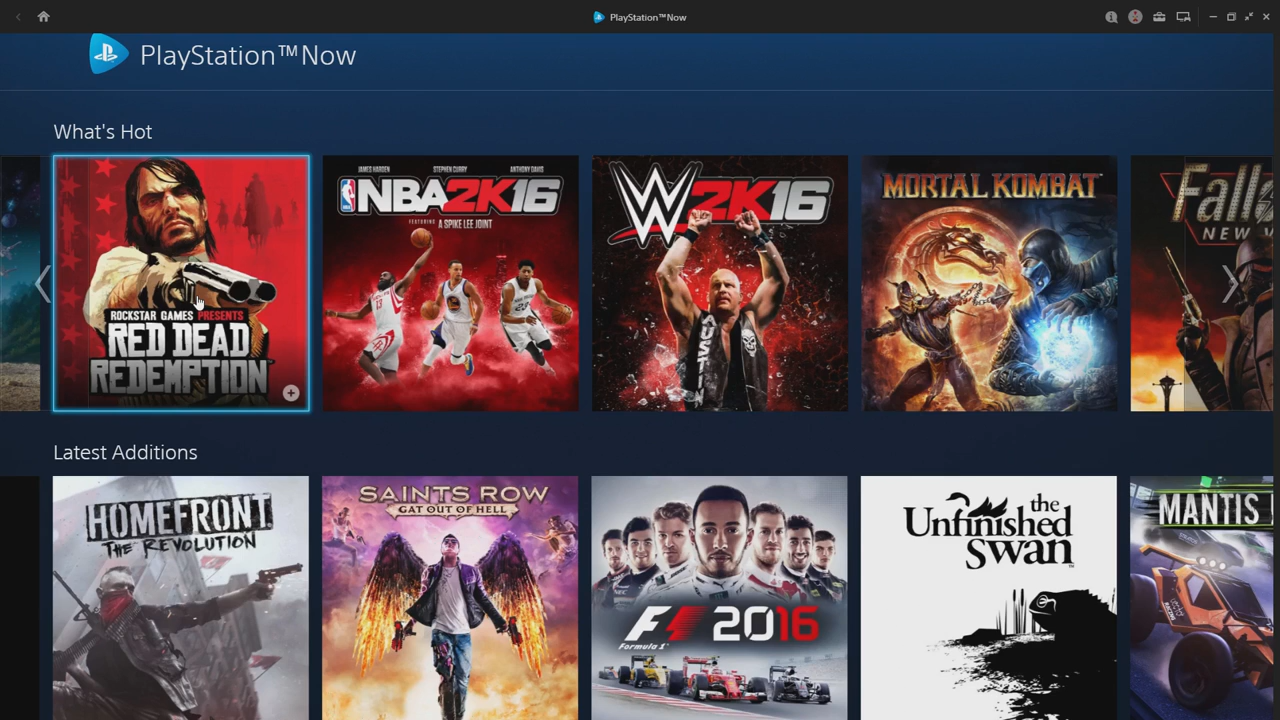 PlayStation™Now
PlayStation™Now
What's Hot
ROCKSTAR GAMES PRESENTS
RED DEAD
REDEMPTION
JAMES HARDEN STEPHEN CURRY ANTHONY DAVIS
NBA2K16
FEATURING A SPIKE LEE JOINT
W2K16
MORTAL KOMBAT
Fall
NEW V
Latest Additions
HOMEFRONT
THE REVOLUTION
SAINTS ROW
GAT OUT OF HELL
F1 2016
Formula 1
the
Unfinished
Swan
MANTIS